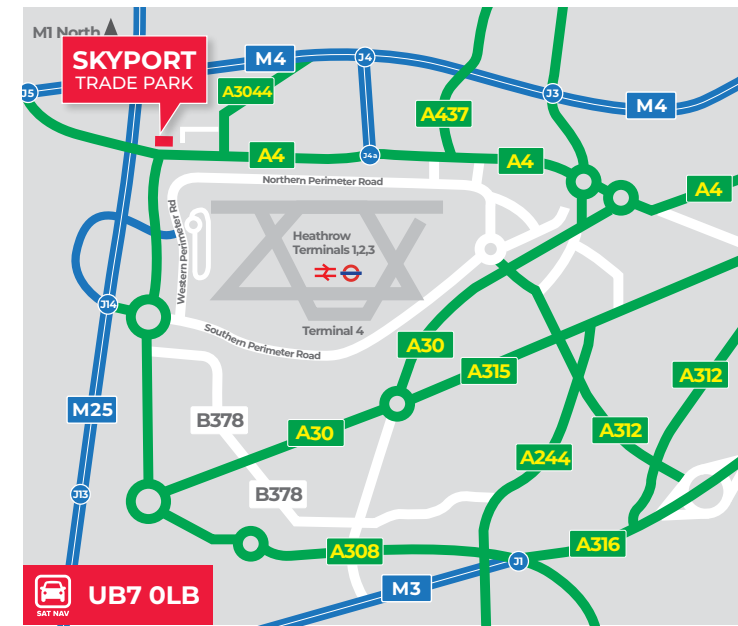 M1 North
SKYPORT
TRADE PARK
M4
J4
J5
A3044
J3
M4
A437
A4
J4a
A4
A4
Northern Perimeter Road
Western Perimeter Rd
Heathrow
Terminals 1,2,3
J14
Terminal 4
Southern Perimeter Road
A30
A315
A312
M25
B378
A30
A312
A244
J13
B378
A308
A316
J1
M3
SAT NAV
UB7 0LB